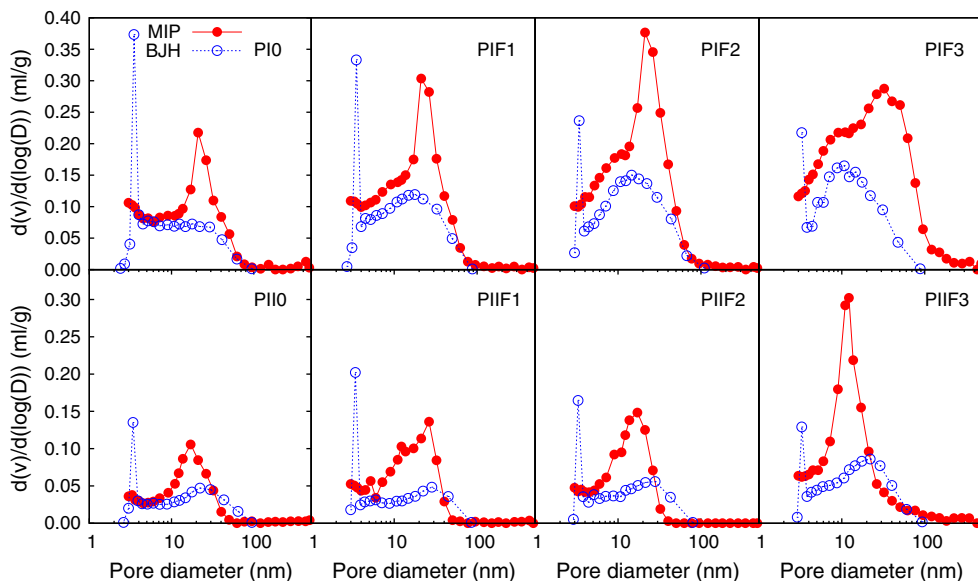 0.40
0.35
0.30
0.25
0.20
0.15
0.10
0.05
0.00
d(v)/d(log(D)) (ml/g)
MIP
BJH
PI0
PIF1
PIF2
PIF3
0.30
0.25
0.20
0.15
0.10
0.05
0.00
d(v)/d(log(D)) (ml/g)
PII0
PIIF1
PIIF2
PIIF3
1 10 100 1 10 100 1 10 100 1 10 100
Pore diameter (nm) Pore diameter (nm) Pore diameter (nm) Pore diameter (nm)